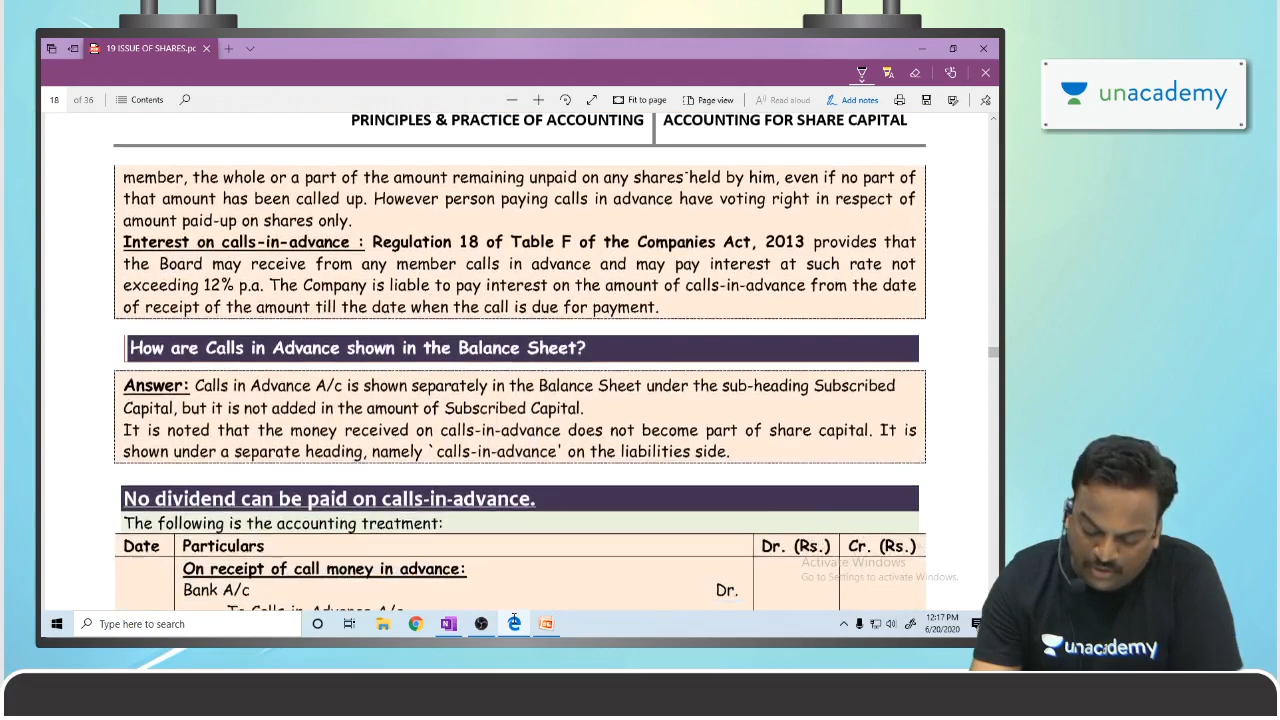 19 ISSUE OF SHARES.pc
18 of 36 Contents Fit to page Page view Read aloud Add notes
unacademy
PRINCIPLES & PRACTICE OF ACCOUNTING ACCOUNTING FOR SHARE CAPITAL
member, the whole or a part of the amount remaining unpaid on any shares held by him, even if no part of
that amount has been called up. However person paying calls in advance have voting right in respect of
amount paid-up on shares only.
Interest on calls-in-advance : Regulation 18 of Table F of the Companies Act, 2013 provides that
the Board may receive from any member calls in advance and may pay interest at such rate not
exceeding 12% p.a. The Company is liable to pay interest on the amount of calls-in-advance from the date
of receipt of the amount till the date when the call is due for payment.
How are Calls in Advance shown in the Balance Sheet?
Answer: Calls in Advance A/c is shown separately in the Balance Sheet under the sub-heading Subscribed
Capital, but it is not added in the amount of Subscribed Capital.
It is noted that the money received on calls-in-advance does not become part of share capital. It is
shown under a separate heading, namely `calls-in-advance' on the liabilities side.
No dividend can be paid on calls-in-advance.
The following is the accounting treatment:
Date Particulars Dr. (Rs.) Cr. (Rs.)
On receipt of call money in advance:
Bank A/c Dr.
To Calls in Advance A/c
Activate Windows
Go to Settings to activate Windows.
Type here to search
12:17 PM
6/20/2020
unacademy